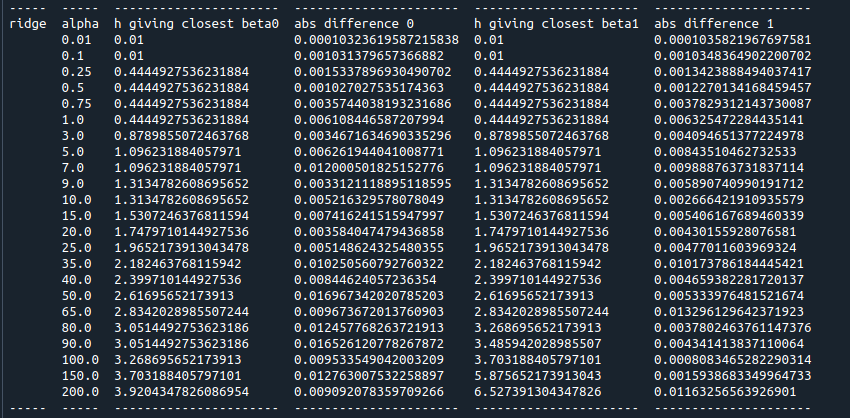 ----- ----- ---------------------- ---------------------- ---------------------- ---------------------
ridge alpha h giving closest beta0 abs difference 0 h giving closest beta1 abs difference 1
0.01 0.01 0.00010323619587215838 0.01 0.0001035821967697581
0.1 0.01 0.001031379657366882 0.01 0.0010348364902200702
0.25 0.4444927536231884 0.0015337896930490702 0.4444927536231884 0.0013423888494037417
0.5 0.4444927536231884 0.001027027535174363 0.4444927536231884 0.0012270134168459457
0.75 0.4444927536231884 0.0035744038193231686 0.4444927536231884 0.0037829312143730087
1.0 0.4444927536231884 0.006108446587207994 0.4444927536231884 0.006325472284435141
3.0 0.8789855072463768 0.0034671634690335296 0.8789855072463768 0.004094651377224978
5.0 1.096231884057971 0.006261944041008771 1.096231884057971 0.00843510462732533
7.0 1.096231884057971 0.012000501825152776 1.096231884057971 0.009888763731837114
9.0 1.3134782608695652 0.0033121118895118595 1.3134782608695652 0.005890740990191712
10.0 1.3134782608695652 0.005216329578078049 1.3134782608695652 0.002666421910935579
15.0 1.5307246376811594 0.007416241515947997 1.5307246376811594 0.005406167689460339
20.0 1.7479710144927536 0.003584047479436858 1.7479710144927536 0.00430155928076581
25.0 1.9652173913043478 0.005148624325480355 1.9652173913043478 0.00477011603969324
35.0 2.182463768115942 0.010250560792760322 2.182463768115942 0.010173786184445421
40.0 2.399710144927536 0.00844624057236354 2.399710144927536 0.004659382281720137
50.0 2.61695652173913 0.016967342020785203 2.61695652173913 0.005333976481521674
65.0 2.8342028985507244 0.009673672013760903 2.8342028985507244 0.013296129642371923
80.0 3.0514492753623186 0.012457768263721913 3.268695652173913 0.0037802463761147376
90.0 3.0514492753623186 0.016526120778267872 3.485942028985507 0.004341413837110064
100.0 3.268695652173913 0.009533549042003209 3.703188405797101 0.0008083465282290314
150.0 3.703188405797101 0.012763007532258897 5.875652173913043 0.0015938683349964733
200.0 3.9204347826086954 0.009092078359709266 6.527391304347826 0.01163256563926901
----- ----- ---------------------- ---------------------- ---------------------- ---------------------